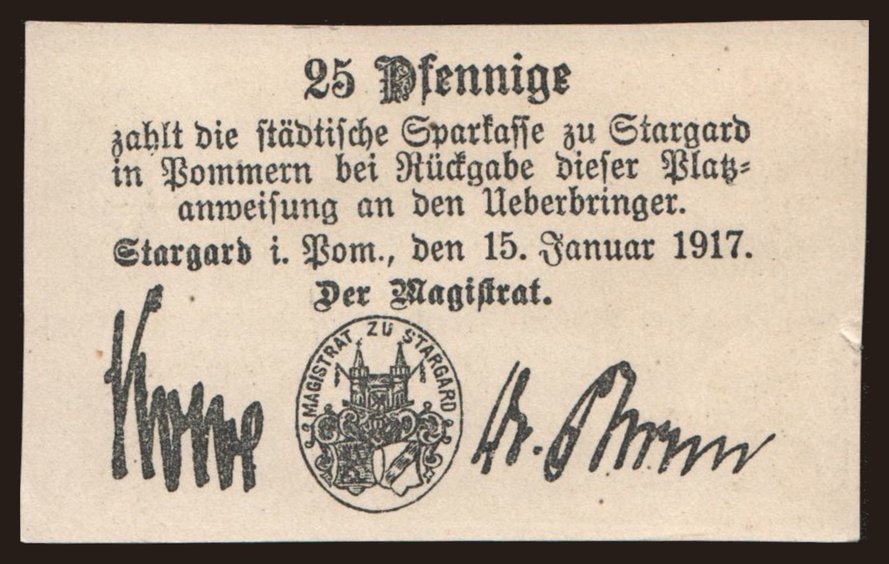 25 Pfennige
zahlt die städtische Sparkasse zu Stargard
in Pommern bei Rückgabe dieser Platz-
anweisung an den Ueberbringer.
Stargard i. Pom., den 15. Januar 1917.
Der Magistrat.
MAGISTRAT ZU STARGARD
Dr.